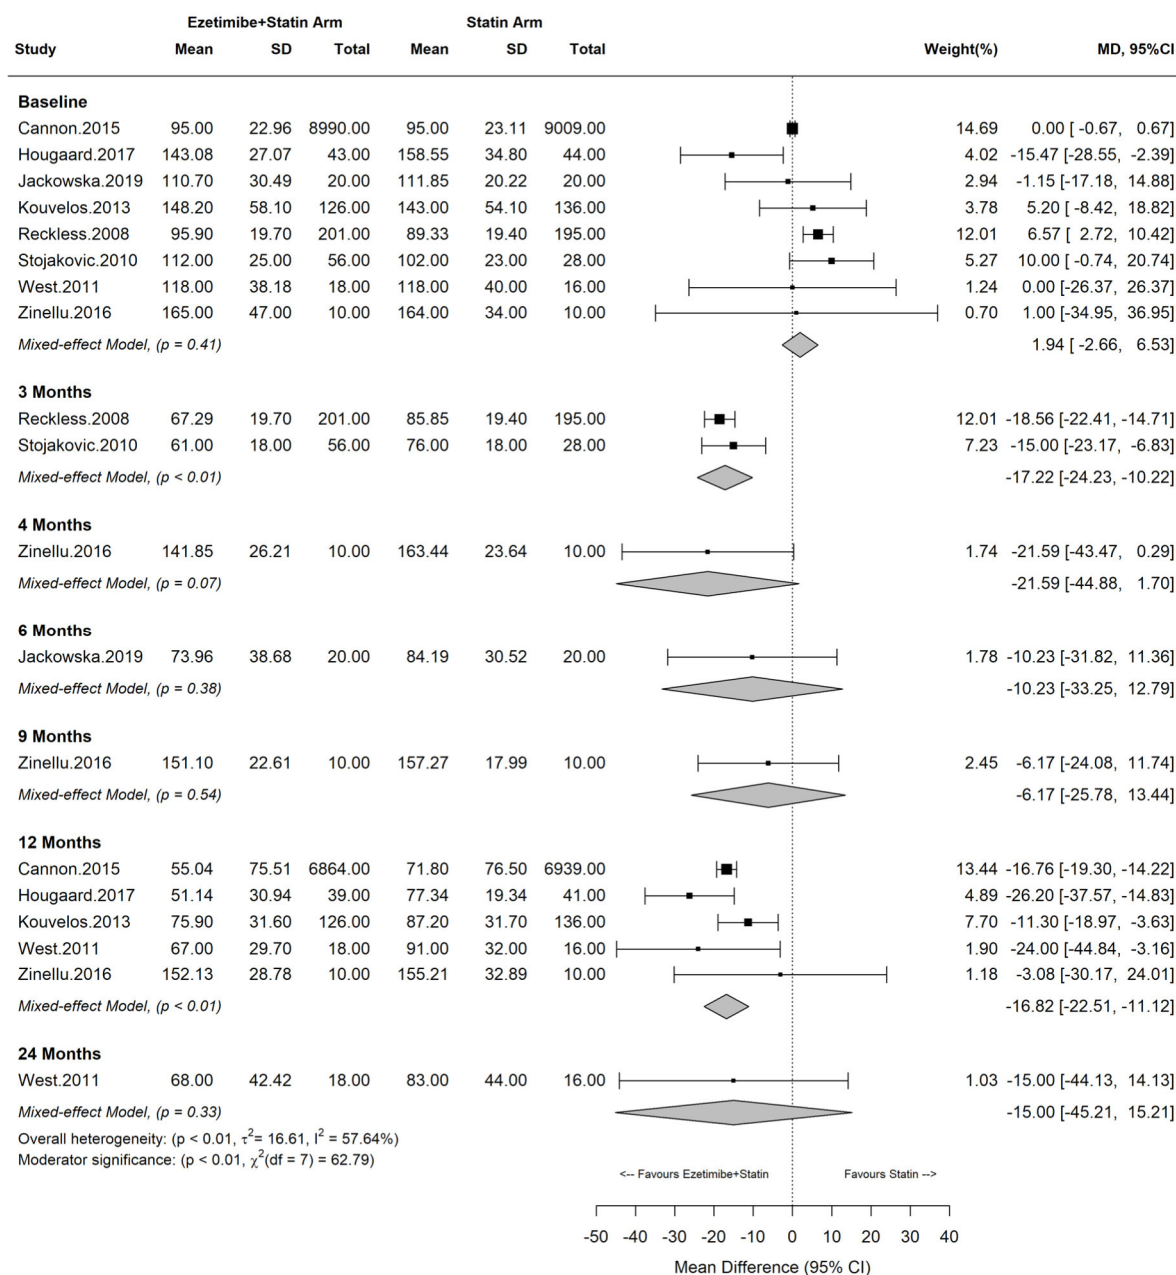 Ezetimibe+Statin Arm Statin Arm
Study Mean SD Total Mean SD Total Weight(%) MD, 95%CI
Baseline
Cannon.2015 95.00 22.96 8990.00 95.00 23.11 9009.00 14.69 0.00 [ -0.67, 0.67]
Hougaard.2017 143.08 27.07 43.00 158.55 34.80 44.00 4.02 -15.47 [-28.55, -2.39]
Jackowska.2019 110.70 30.49 20.00 111.85 20.22 20.00 2.94 -1.15 [-17.18, 14.88]
Kouvelos.2013 148.20 58.10 126.00 143.00 54.10 136.00 3.78 5.20 [ -8.42, 18.82]
Reckless.2008 95.90 19.70 201.00 89.33 19.40 195.00 12.01 6.57 [ 2.72, 10.42]
Stojakovic.2010 112.00 25.00 56.00 102.00 23.00 28.00 5.27 10.00 [ -0.74, 20.74]
West.2011 118.00 38.18 18.00 118.00 40.00 16.00 1.24 0.00 [-26.37, 26.37]
Zinellu.2016 165.00 47.00 10.00 164.00 34.00 10.00 0.70 1.00 [-34.95, 36.95]
Mixed-effect Model, (p = 0.41) 1.94 [ -2.66, 6.53]
3 Months
Reckless.2008 67.29 19.70 201.00 85.85 19.40 195.00 12.01 -18.56 [-22.41, -14.71]
Stojakovic.2010 61.00 18.00 56.00 76.00 18.00 28.00 7.23 -15.00 [-23.17, -6.83]
Mixed-effect Model, (p < 0.01) -17.22 [-24.23, -10.22]
4 Months
Zinellu.2016 141.85 26.21 10.00 163.44 23.64 10.00 1.74 -21.59 [-43.47, 0.29]
Mixed-effect Model, (p = 0.07) -21.59 [-44.88, 1.70]
6 Months
Jackowska.2019 73.96 38.68 20.00 84.19 30.52 20.00 1.78 -10.23 [-31.82, 11.36]
Mixed-effect Model, (p = 0.38) -10.23 [-33.25, 12.79]
9 Months
Zinellu.2016 151.10 22.61 10.00 157.27 17.99 10.00 2.45 -6.17 [-24.08, 11.74]
Mixed-effect Model, (p = 0.54) -6.17 [-25.78, 13.44]
12 Months
Cannon.2015 55.04 75.51 6864.00 71.80 76.50 6939.00 13.44 -16.76 [-19.30, -14.22]
Hougaard.2017 51.14 30.94 39.00 77.34 19.34 41.00 4.89 -26.20 [-37.57, -14.83]
Kouvelos.2013 75.90 31.60 126.00 87.20 31.70 136.00 7.70 -11.30 [-18.97, -3.63]
West.2011 67.00 29.70 18.00 91.00 32.00 16.00 1.90 -24.00 [-44.84, -3.16]
Zinellu.2016 152.13 28.78 10.00 155.21 32.89 10.00 1.18 -3.08 [-30.17, 24.01]
Mixed-effect Model, (p < 0.01) -16.82 [-22.51, -11.12]
24 Months
West.2011 68.00 42.42 18.00 83.00 44.00 16.00 1.03 -15.00 [-44.13, 14.13]
Mixed-effect Model, (p = 0.33) -15.00 [-45.21, 15.21]
Overall heterogeneity: (p < 0.01, τ²= 16.61, I² = 57.64%)
Moderator significance: (p < 0.01, χ²(df = 7) = 62.79)
<-- Favours Ezetimibe+Statin Favours Statin -->
-50 -40 -30 -20 -10 0 10 20 30 40
Mean Difference (95% CI)